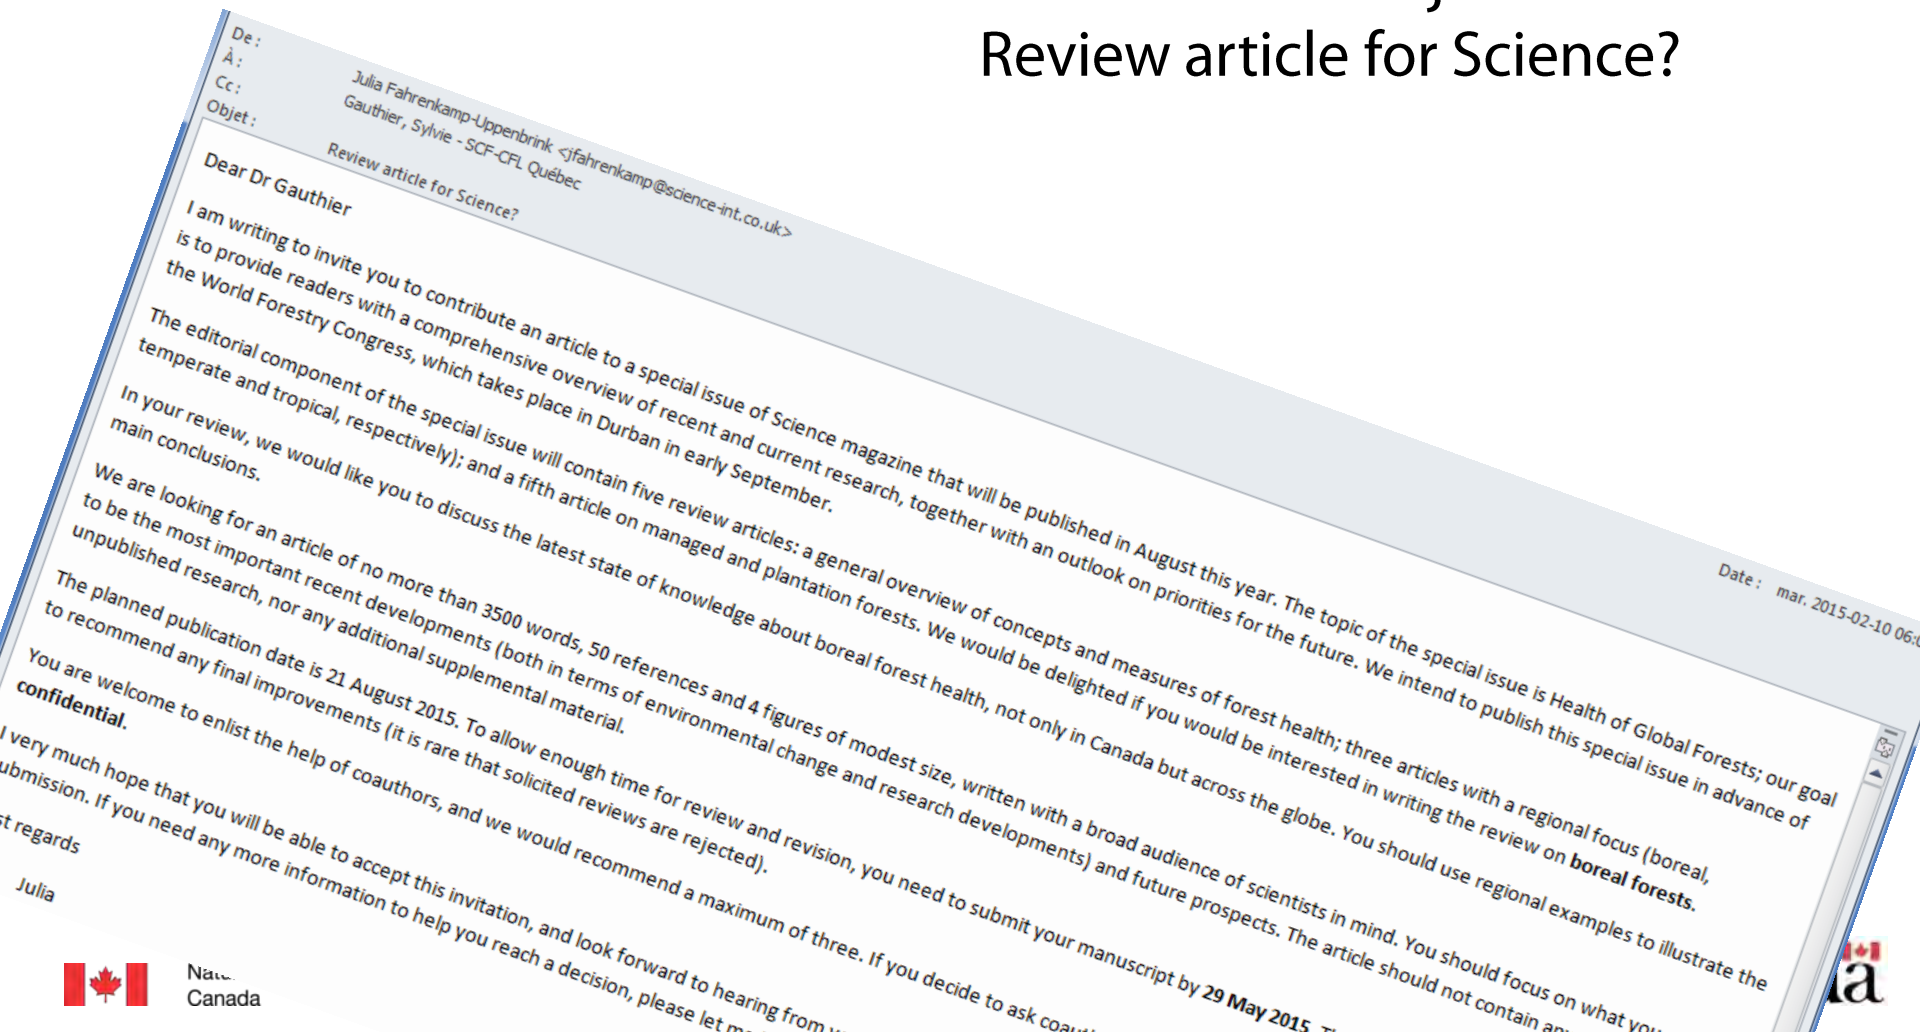 Review article for Science?
De :
À :
Cc :
Objet :
Julia Fahrenkamp-Uppenbrink <jfahrenkamp@science-int.co.uk>
Gauthier, Sylvie - SCF-CFL Québec
Review article for Science?
Date : mar. 2015-02-10 06:
Dear Dr Gauthier
I am writing to invite you to contribute an article to a special issue of Science magazine that will be published in August this year. The topic of the special issue is Health of Global Forests; our goal
is to provide readers with a comprehensive overview of recent and current research, together with an outlook on priorities for the future. We intend to publish this special issue in advance of
the World Forestry Congress, which takes place in Durban in early September.
The editorial component of the special issue will contain five review articles: a general overview of concepts and measures of forest health; three articles with a regional focus (boreal,
temperate and tropical, respectively); and a fifth article on managed and plantation forests. We would be delighted if you would be interested in writing the review on boreal forests.
In your review, we would like you to discuss the latest state of knowledge about boreal forest health, not only in Canada but across the globe. You should use regional examples to illustrate the
main conclusions.
We are looking for an article of no more than 3500 words, 50 references and 4 figures of modest size, written with a broad audience of scientists in mind. You should focus on what you
to be the most important recent developments (both in terms of environmental change and research developments) and future prospects. The article should not contain any
unpublished research, nor any additional supplemental material.
The planned publication date is 21 August 2015. To allow enough time for review and revision, you need to submit your manuscript by 29 May 2015.
to recommend any final improvements (it is rare that solicited reviews are rejected).
You are welcome to enlist the help of coauthors, and we would recommend a maximum of three. If you decide to ask
confidential.
I very much hope that you will be able to accept this invitation, and look forward to hearing from
submission. If you need any more information to help you reach a decision, please let
regards
Julia
Canada